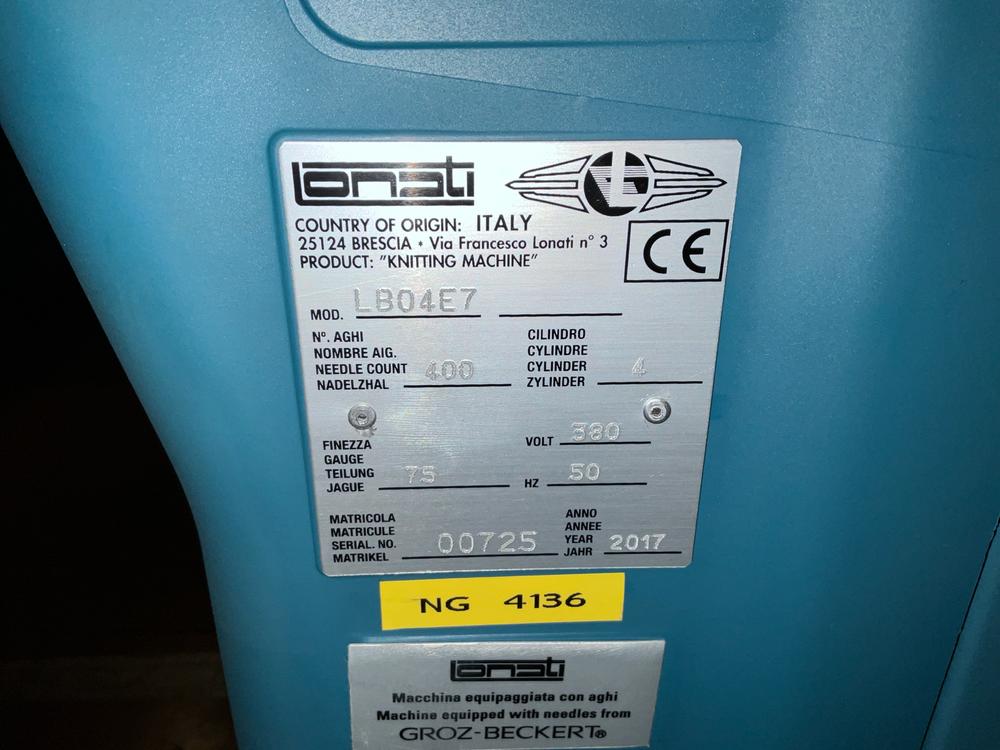 Lonati
COUNTRY OF ORIGIN: ITALY
25124 BRESCIA • Via Francesco Lonati n° 3
PRODUCT: "KNITTING MACHINE"
CE
MOD. LB04E7
Nº. AGHI
NOMBRE AIG.
NEEDLE COUNT 400
NADELZHAL
CILINDRO
CYLINDRE
CYLINDER 4
ZYLINDER
FINEZZA
GAUGE
TEILUNG 75
JAUGE
VOLT 380
HZ 50
MATRICOLA
MATRICULE
SERIAL. NO. 00725
MATRIKEL
ANNO
ANNEE
YEAR 2017
JAHR
NG 4136
Lonati
Macchina equipaggiata con aghi
Machine equipped with needles from
GROZ-BECKERT®